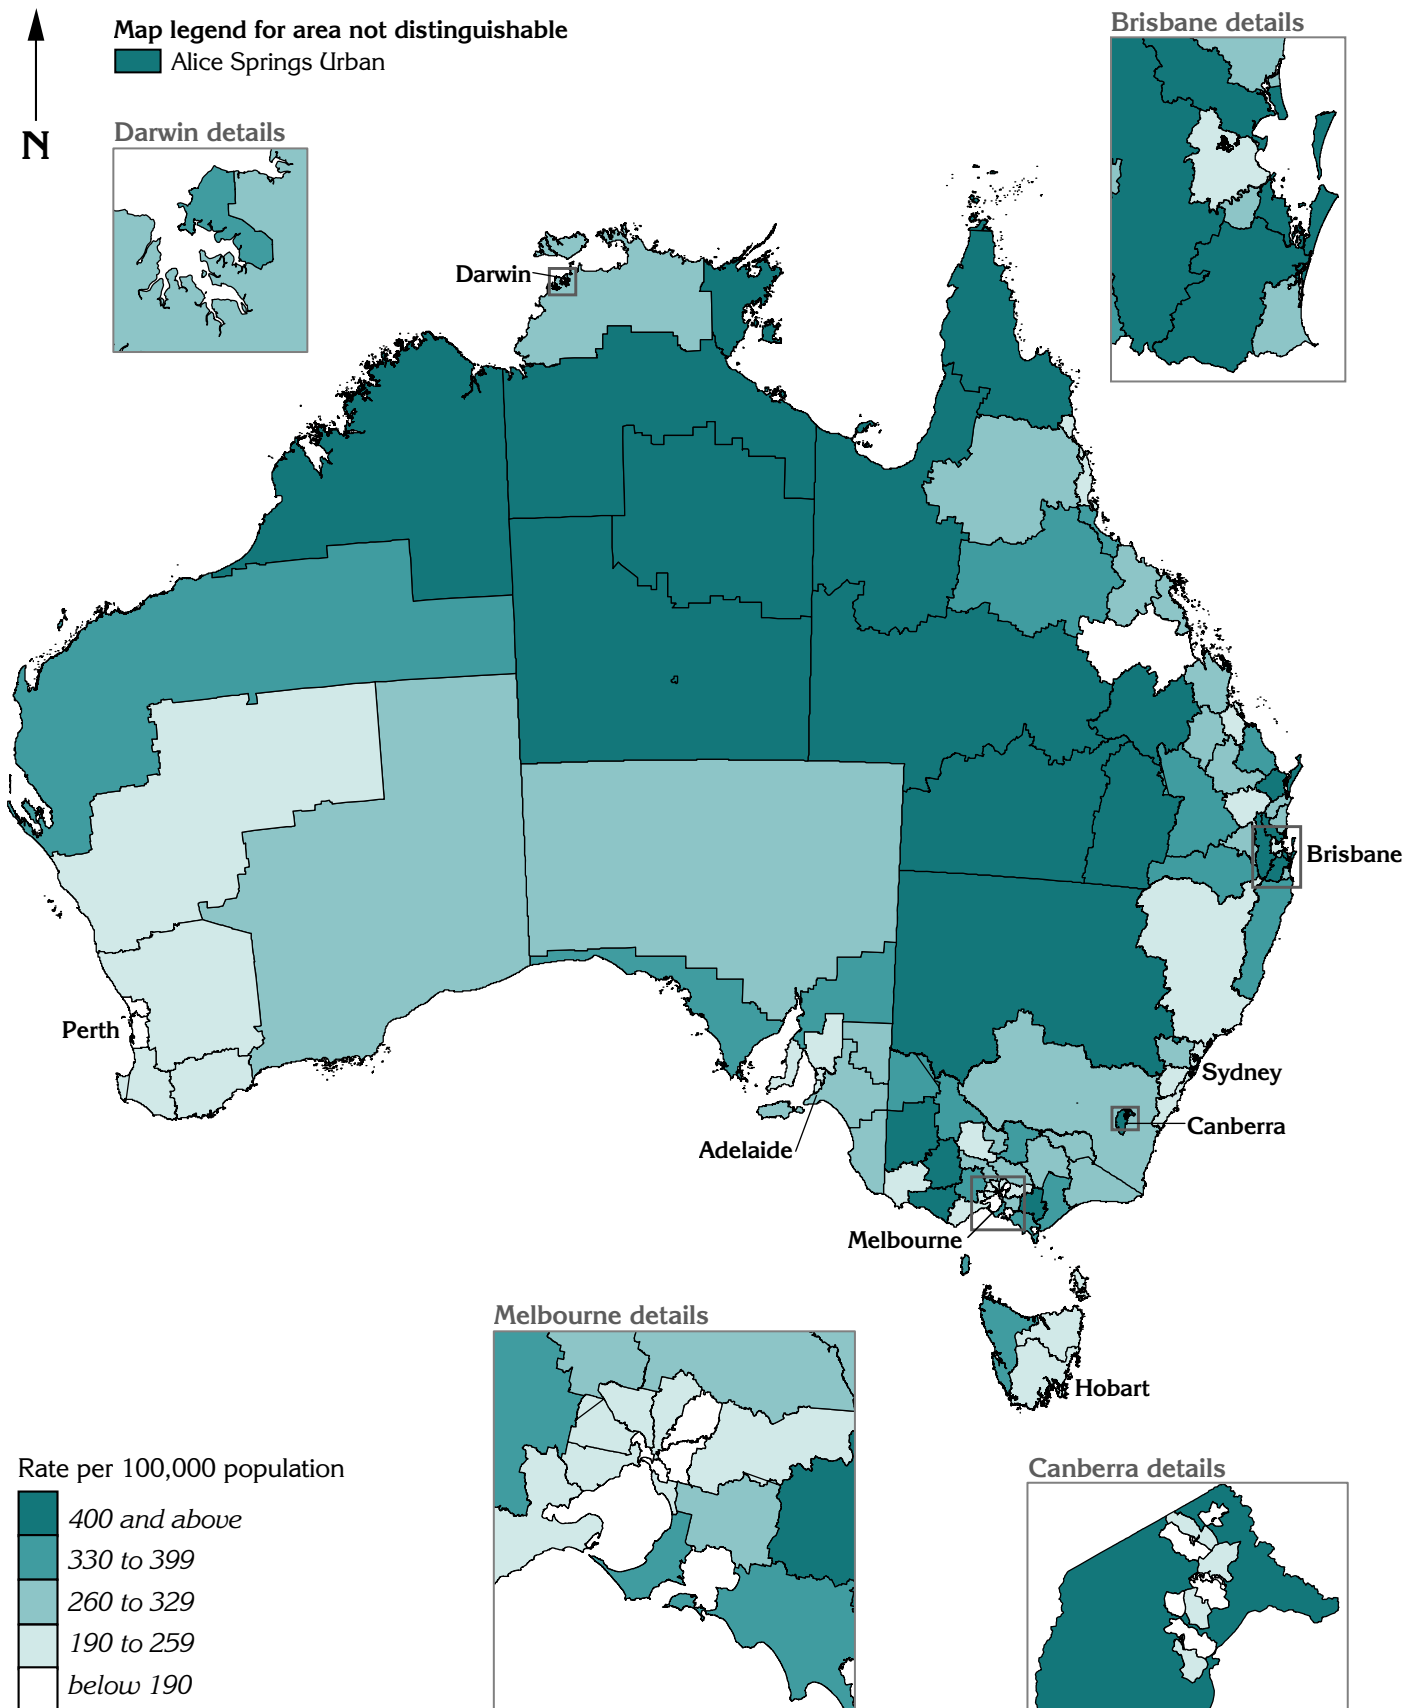 Map legend for area not distinguishable
Alice Springs Urban
Brisbane details
N
Darwin details
Darwin
Brisbane
Perth
Sydney
Canberra
Adelaide
Melbourne
Melbourne details
Hobart
Rate per 100,000 population
400 and above
330 to 399
260 to 329
190 to 259
below 190
Canberra details